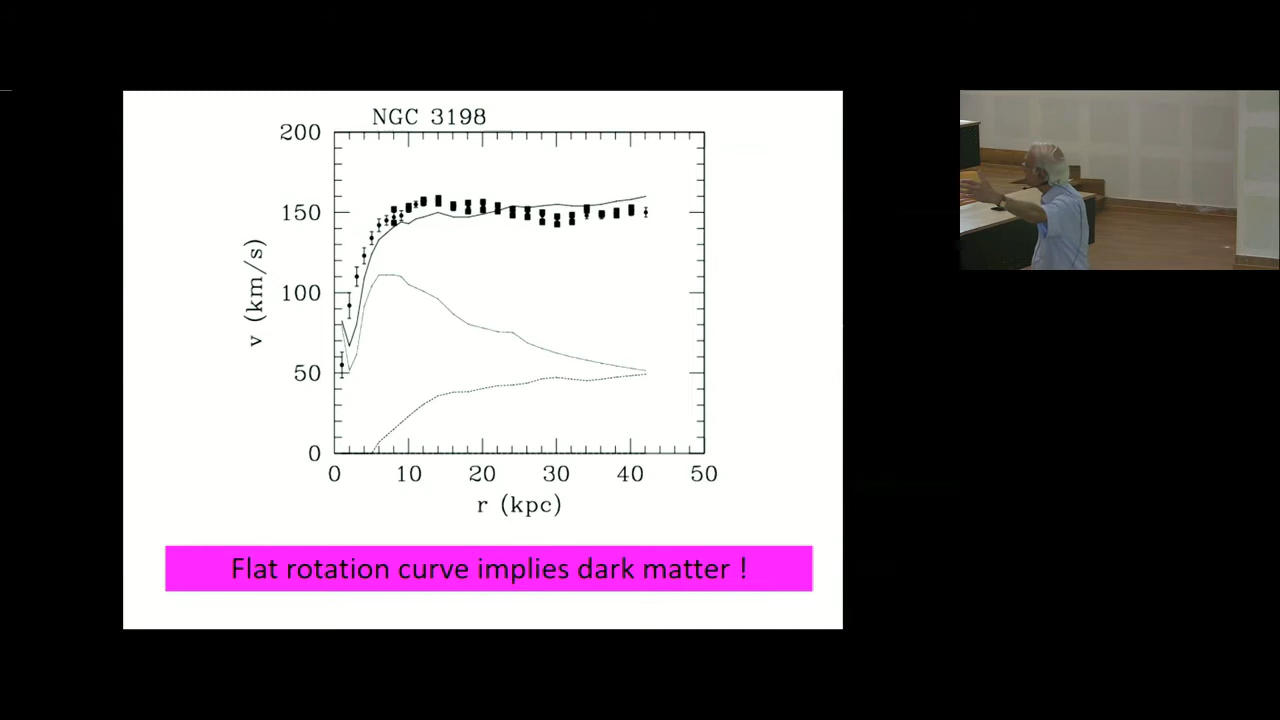 NGC 3198
200
150
100
50
0
v (km/s)
0 10 20 30 40 50
r (kpc)
Flat rotation curve implies dark matter !